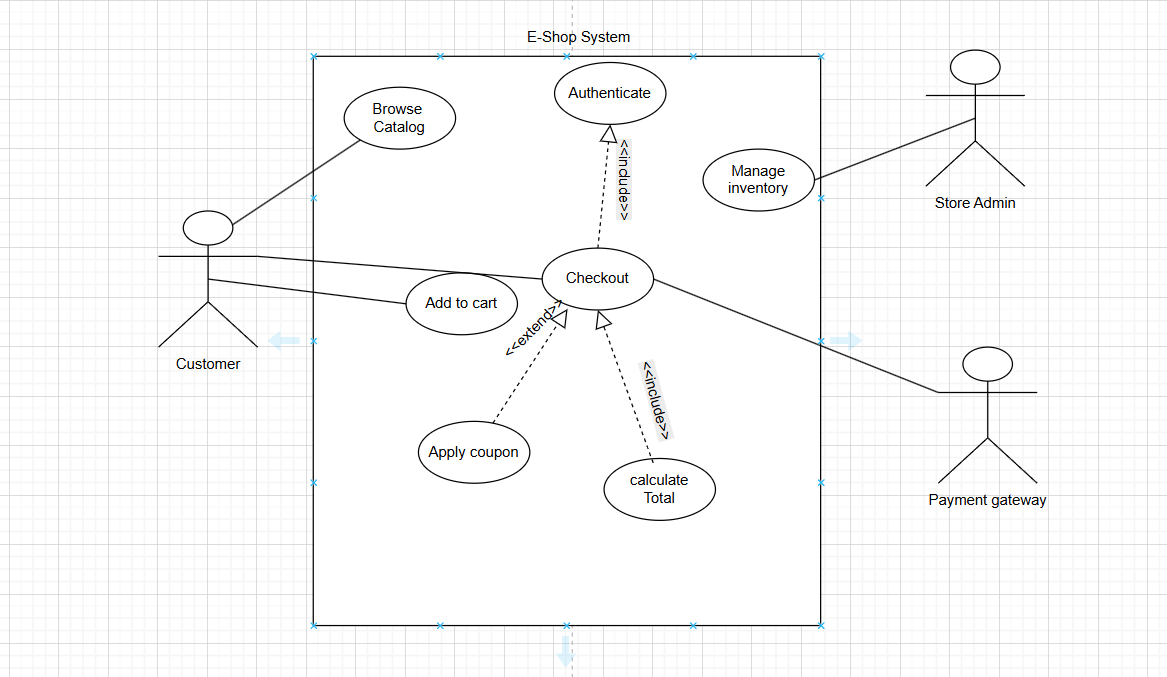 E-Shop System
Browse
Catalog
Authenticate
<<include>>
Manage
inventory
Store Admin
Checkout
Add to cart
<<extend>>
Customer
<<include>>
Apply coupon
calculate
Total
Payment gateway